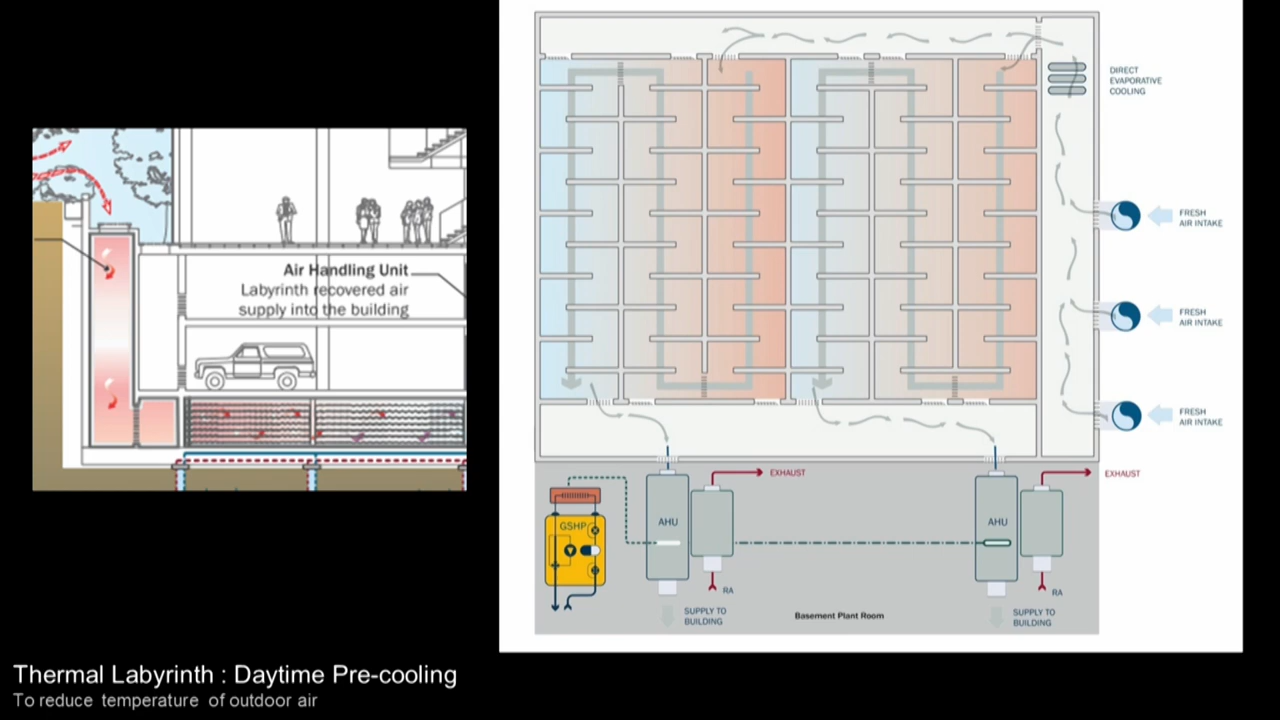 Air Handling Unit
Labyrinth recovered air
supply into the building
DIRECT
EVAPORATIVE
COOLING
FRESH
AIR INTAKE
FRESH
AIR INTAKE
FRESH
AIR INTAKE
EXHAUST
EXHAUST
GSHP
AHU
AHU
RA
RA
SUPPLY TO
BUILDING
Basement Plant Room
SUPPLY TO
BUILDING
Thermal Labyrinth : Daytime Pre-cooling
To reduce temperature of outdoor air